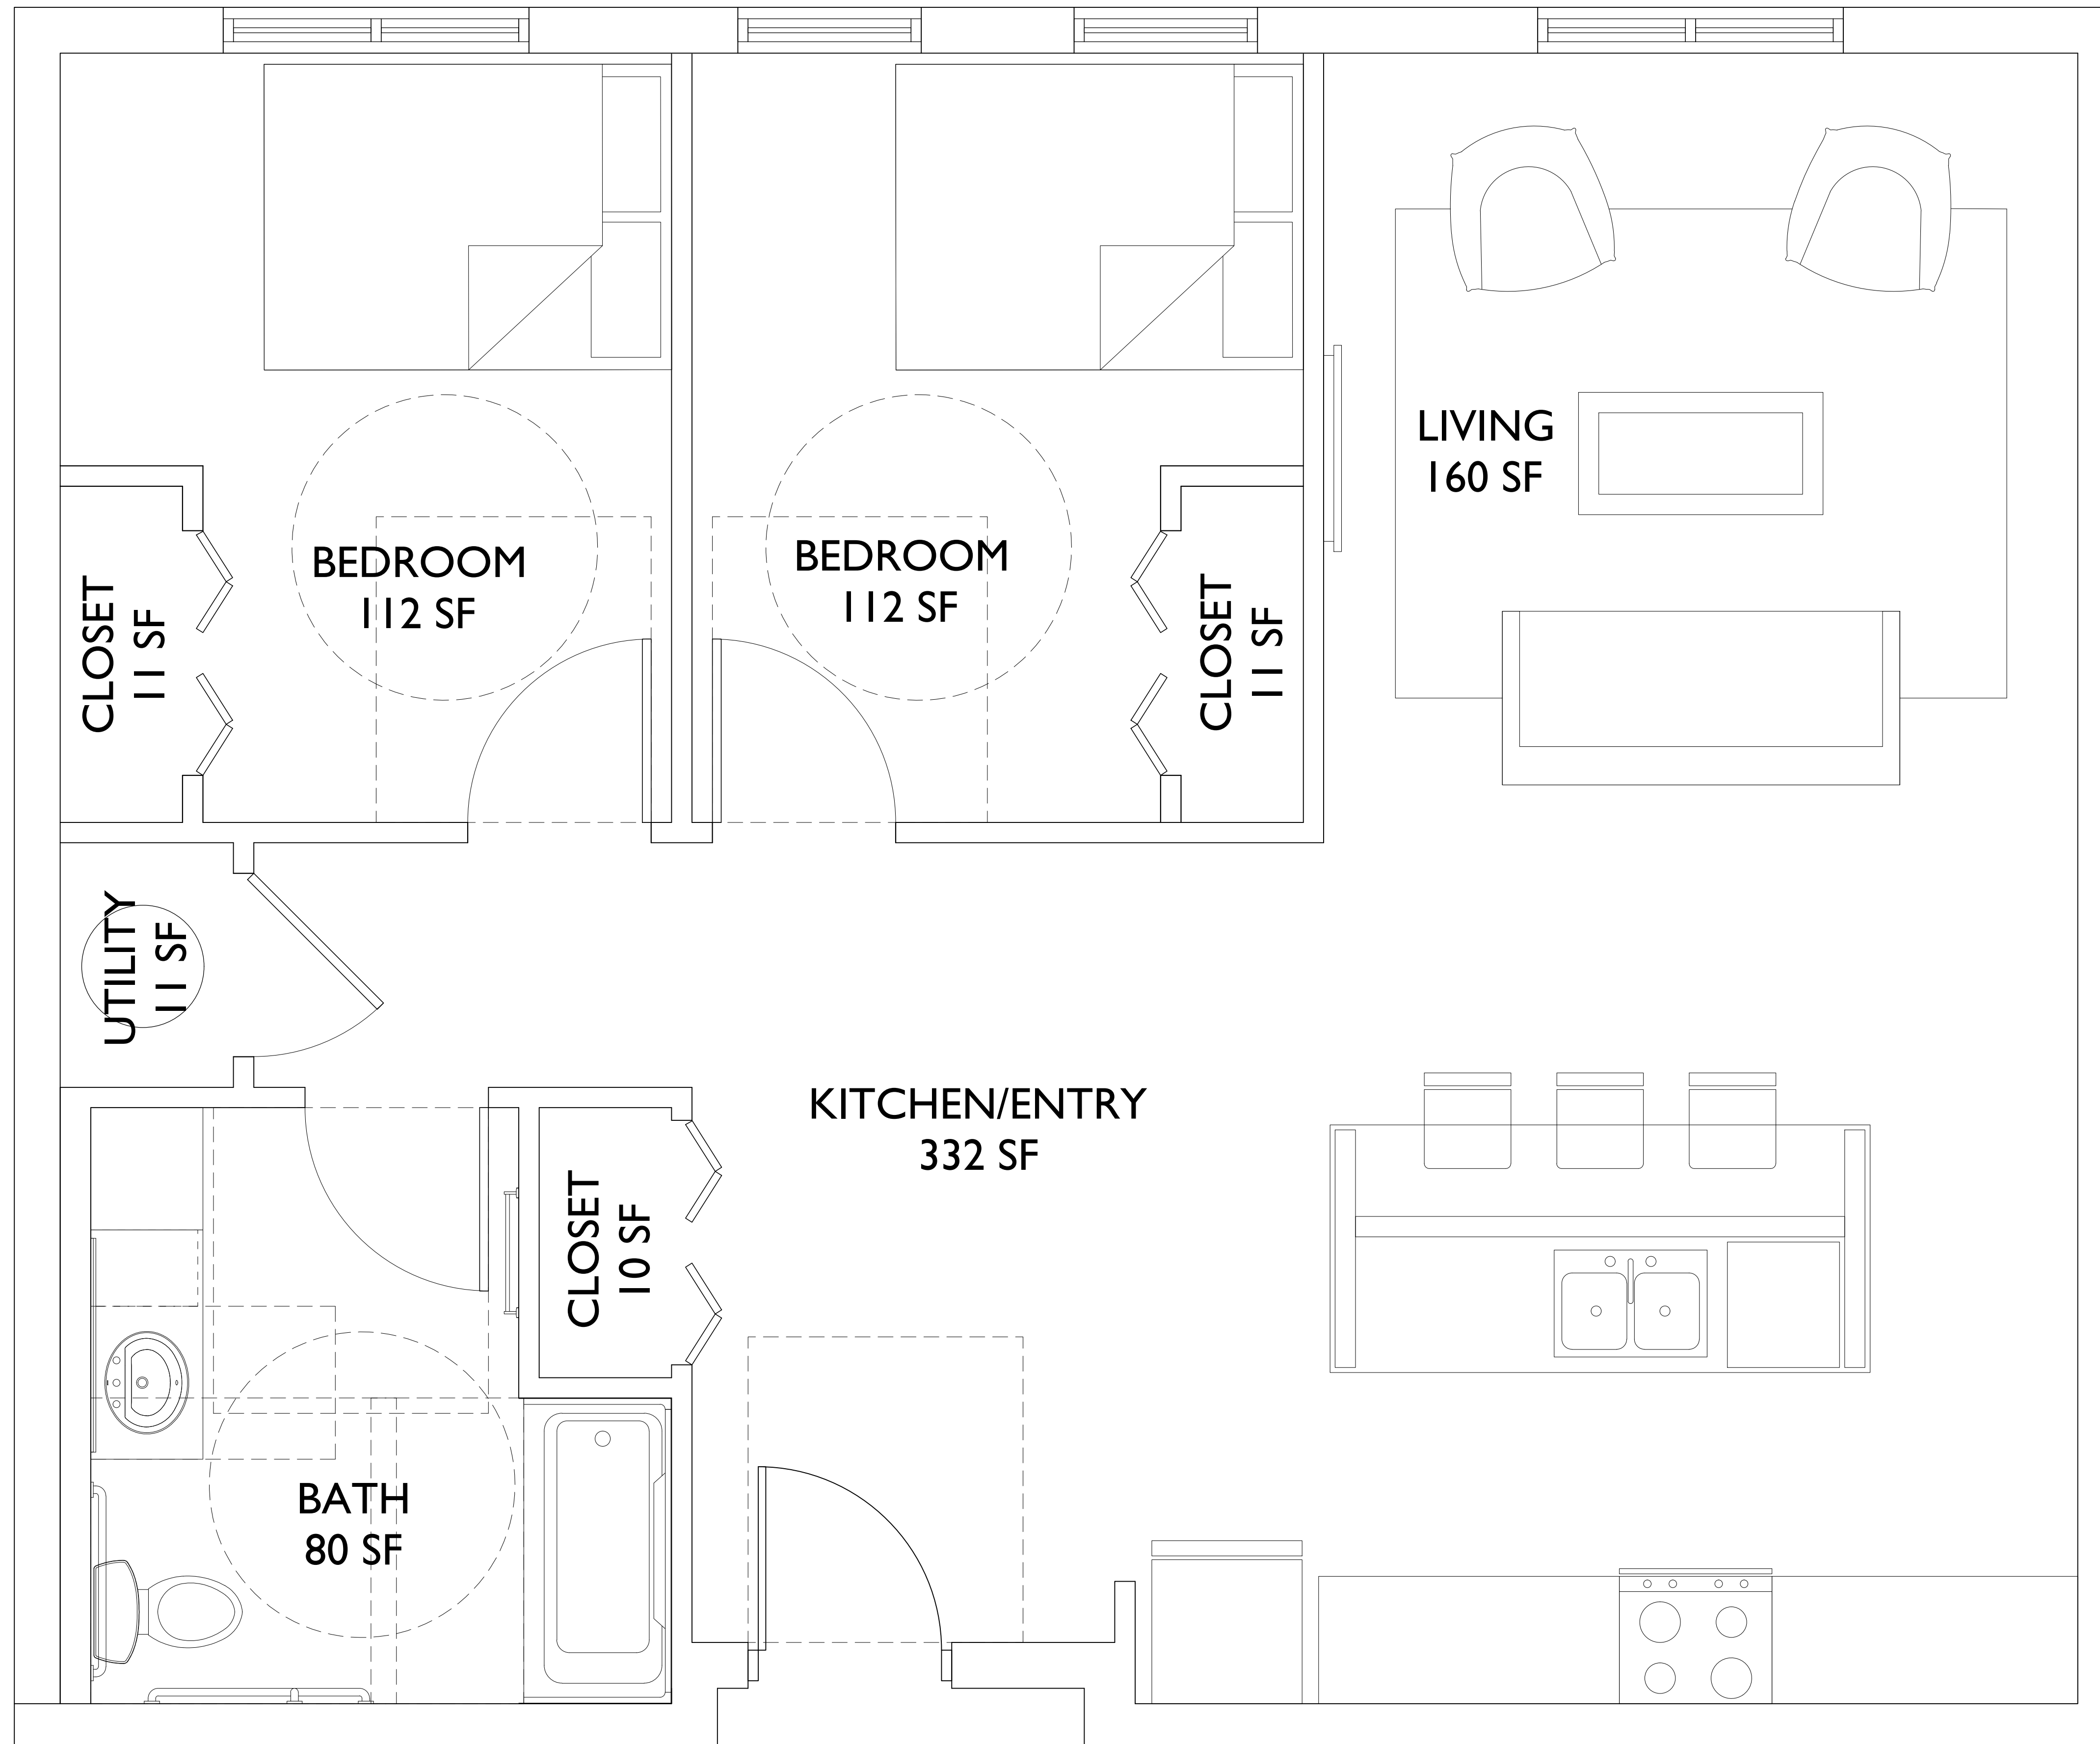 LIVING
160 SF
BEDROOM
112 SF
BEDROOM
112 SF
CLOSET
11 SF
CLOSET
11 SF
UTILITY
11 SF
KITCHEN/ENTRY
332 SF
CLOSET
10 SF
BATH
80 SF